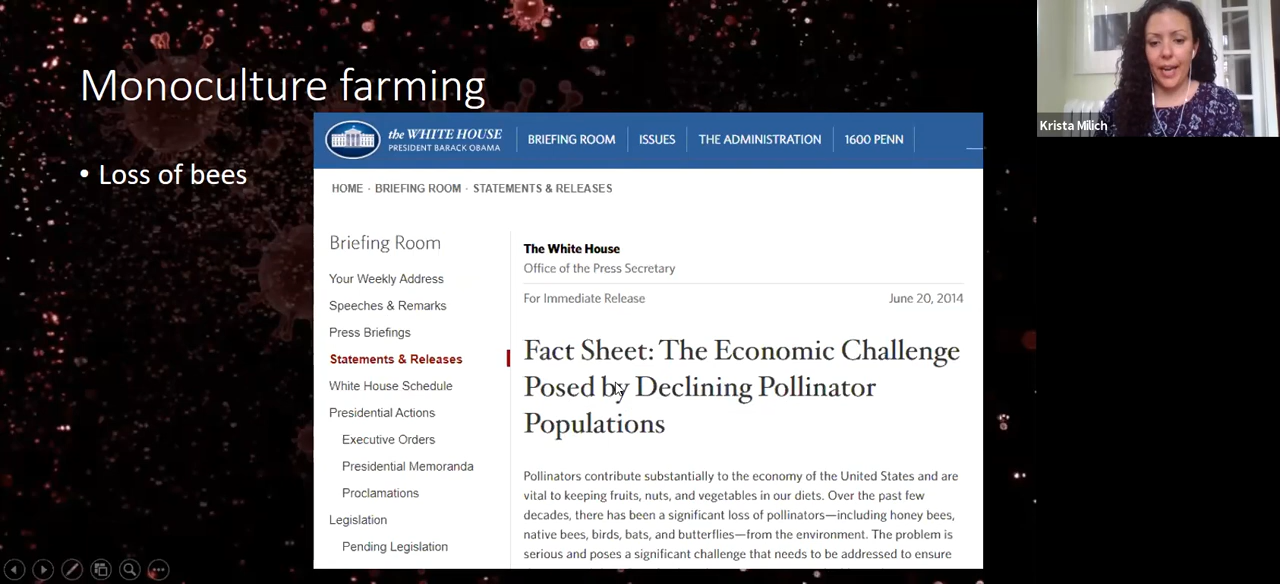 Monoculture farming
• Loss of bees
the WHITE HOUSE
PRESIDENT BARACK OBAMA
BRIEFING ROOM
ISSUES
THE ADMINISTRATION
1600 PENN
HOME · BRIEFING ROOM · STATEMENTS & RELEASES
Briefing Room
Your Weekly Address
Speeches & Remarks
Press Briefings
Statements & Releases
White House Schedule
Presidential Actions
Executive Orders
Presidential Memoranda
Proclamations
Legislation
Pending Legislation
The White House
Office of the Press Secretary
For Immediate Release
June 20, 2014
Fact Sheet: The Economic Challenge
Posed by Declining Pollinator
Populations
Pollinators contribute substantially to the economy of the United States and are
vital to keeping fruits, nuts, and vegetables in our diets. Over the past few
decades, there has been a significant loss of pollinators—including honey bees,
native bees, birds, bats, and butterflies—from the environment. The problem is
serious and poses a significant challenge that needs to be addressed to ensure
Krista Milich